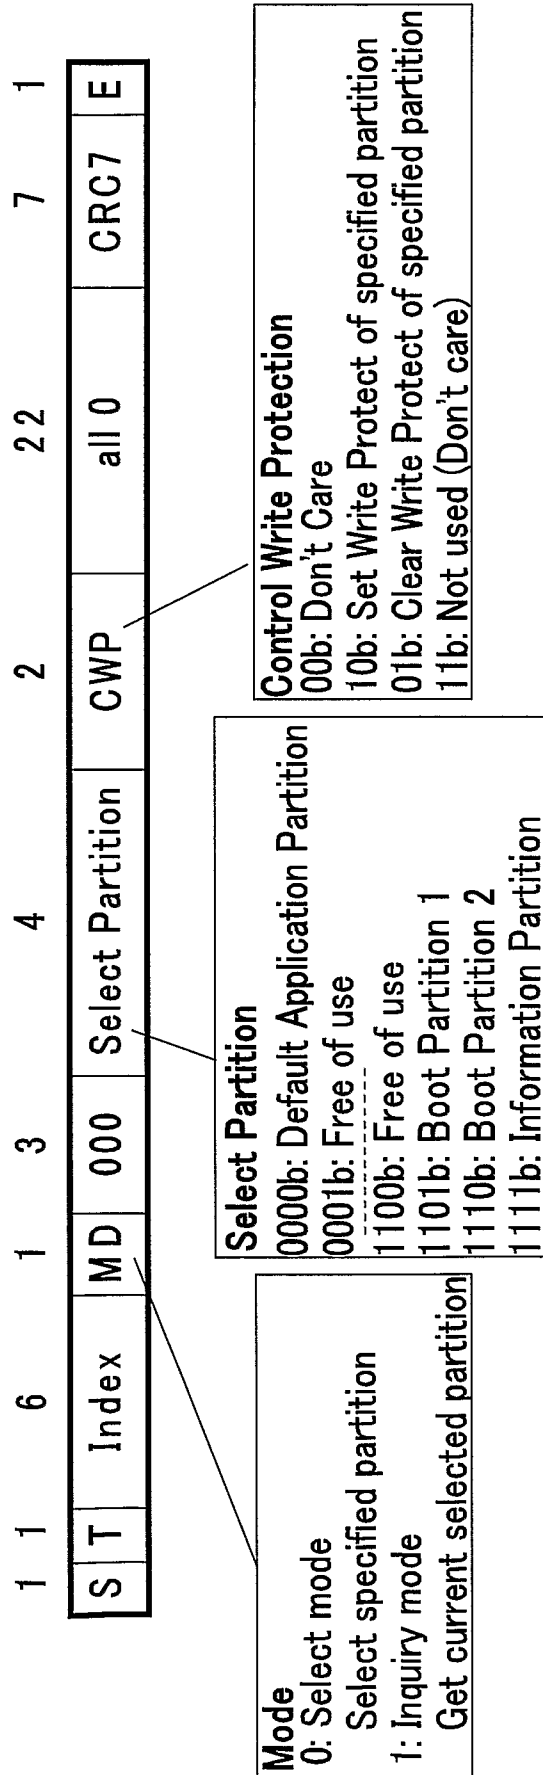 1 1 6 1 3 4 2 22 7 1
S T Index MD 000 Select Partition CWP all 0 CRC7 E
Mode
0: Select mode
Select specified partition
1: Inquiry mode
Get current selected partition
Select Partition
0000b: Default Application Partition
0001b: Free of use
1100b: Free of use
1101b: Boot Partition 1
1110b: Boot Partition 2
1111b: Information Partition
Control Write Protection
00b: Don't Care
10b: Set Write Protect of specified partition
01b: Clear Write Protect of specified partition
11b: Not used (Don't care)